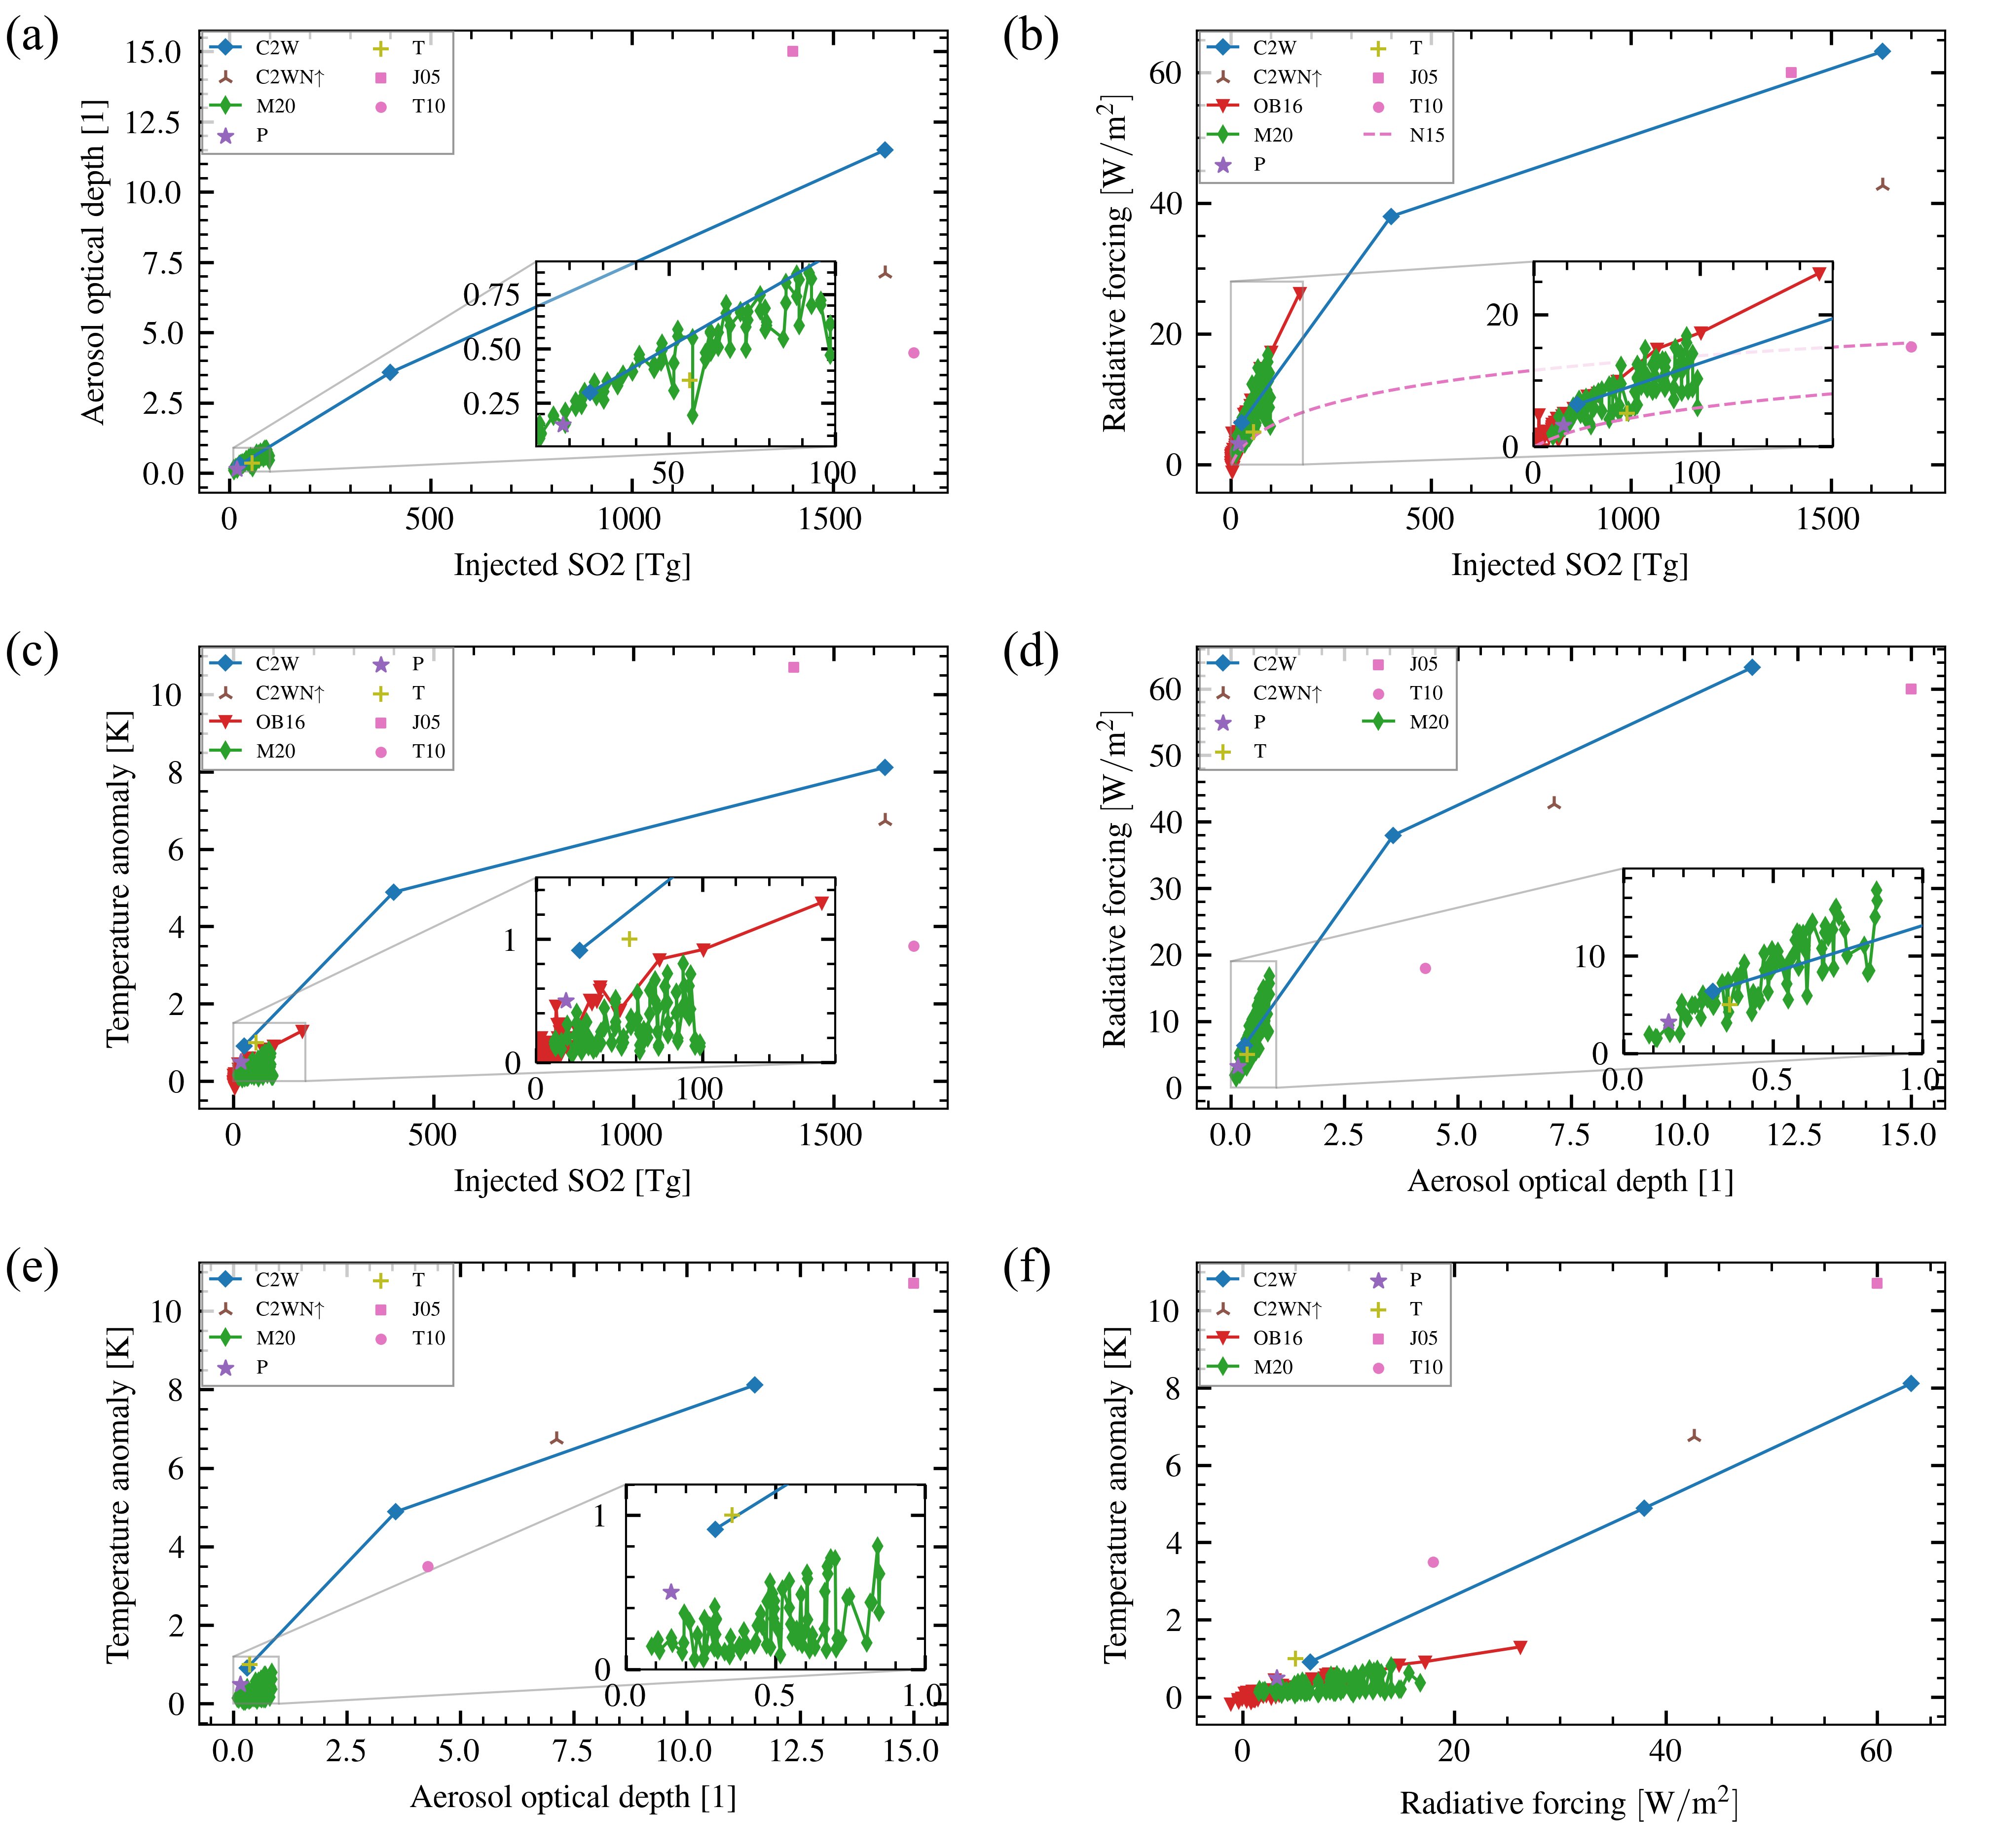 (a)
C2W
C2WN↑
M20
P
T
J05
T10
Aerosol optical depth [1]
15.0
12.5
10.0
7.5
5.0
2.5
0.0
0.75
0.50
0.25
50 100
0 500 1000 1500
Injected SO2 [Tg]
(b)
C2W
C2WN↑
OB16
M20
P
T
J05
T10
N15
Radiative forcing [W/m²]
60
40
20
0
20
0
0 100
0 500 1000 1500
Injected SO2 [Tg]
(c)
C2W
C2WN↑
OB16
M20
P
T
J05
T10
Temperature anomaly [K]
10
8
6
4
2
0
1
0
0 100
0 500 1000 1500
Injected SO2 [Tg]
(d)
C2W
C2WN↑
P
T
J05
T10
M20
Radiative forcing [W/m²]
60
50
40
30
20
10
0
10
0
0.0 0.5 1.0
0.0 2.5 5.0 7.5 10.0 12.5 15.0
Aerosol optical depth [1]
(e)
C2W
C2WN↑
M20
P
T
J05
T10
Temperature anomaly [K]
10
8
6
4
2
0
1
0
0.0 0.5 1.0
0.0 2.5 5.0 7.5 10.0 12.5 15.0
Aerosol optical depth [1]
(f)
C2W
C2WN↑
OB16
M20
P
T
J05
T10
Temperature anomaly [K]
10
8
6
4
2
0
0 20 40 60
Radiative forcing [W/m²]